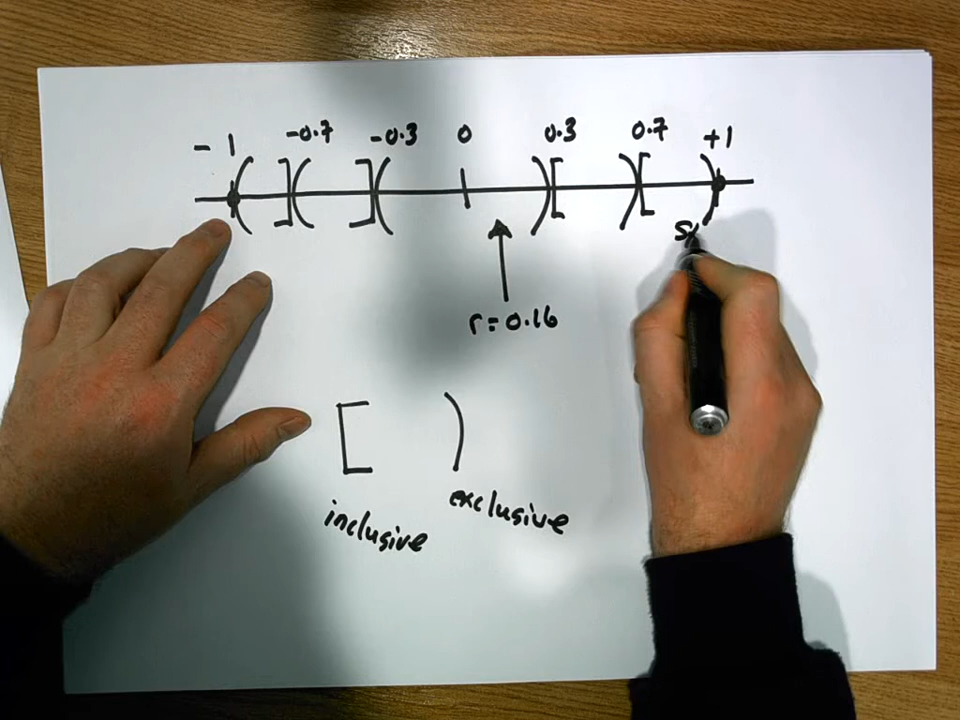 -1 -0.7 -0.3 0 0.3 0.7 +1
r=0.16
[ )
inclusive exclusive